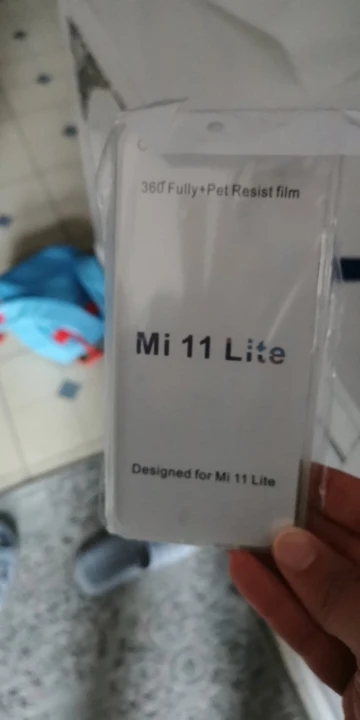 360° Fully+Pet Resist film
Mi 11 Lite
Designed for Mi 11 Lite